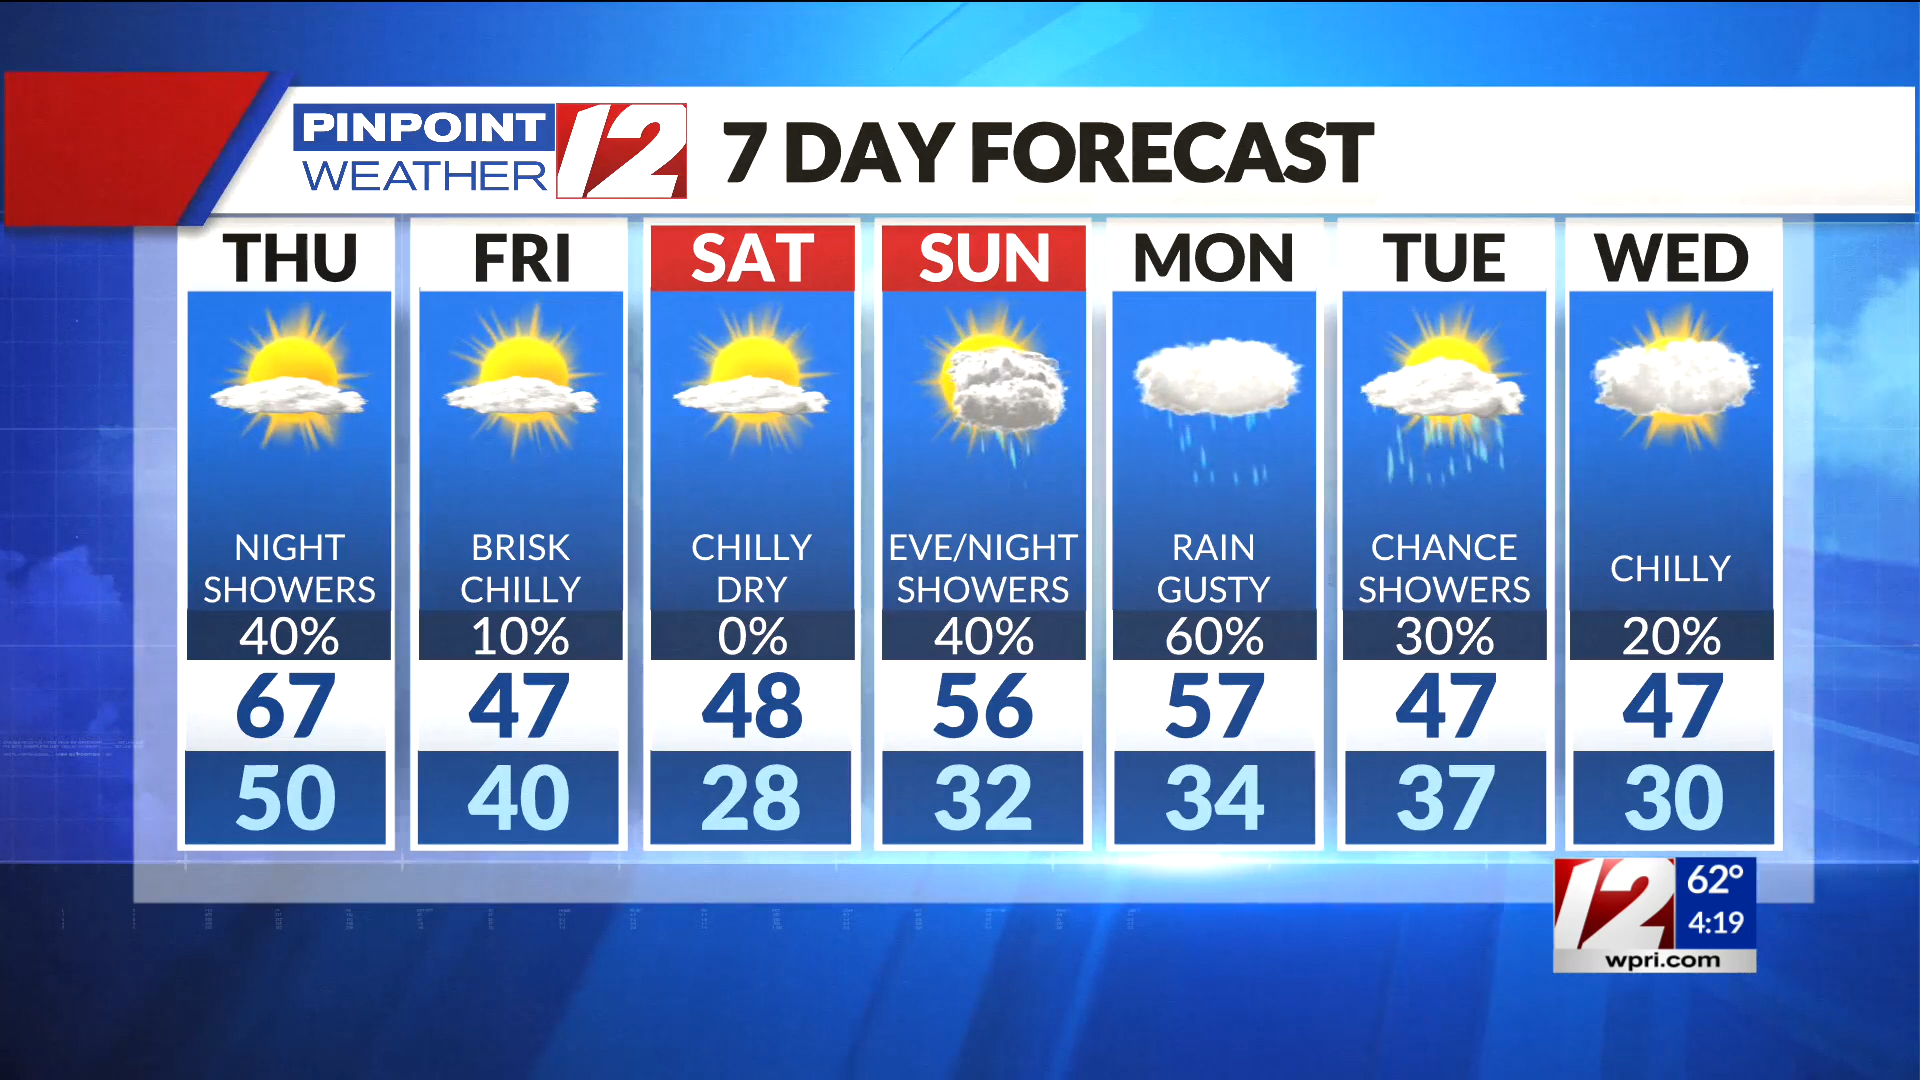 PINPOINT
WEATHER
12
7 DAY FORECAST
THU FRI SAT SUN MON TUE WED
NIGHT SHOWERS
BRISK CHILLY
CHILLY DRY
EVE/NIGHT SHOWERS
RAIN GUSTY
CHANCE SHOWERS
CHILLY
40% 10% 0% 40% 60% 30% 20%
67 47 48 56 57 47 47
50 40 28 32 34 37 30
12
62°
4:19
wpri.com